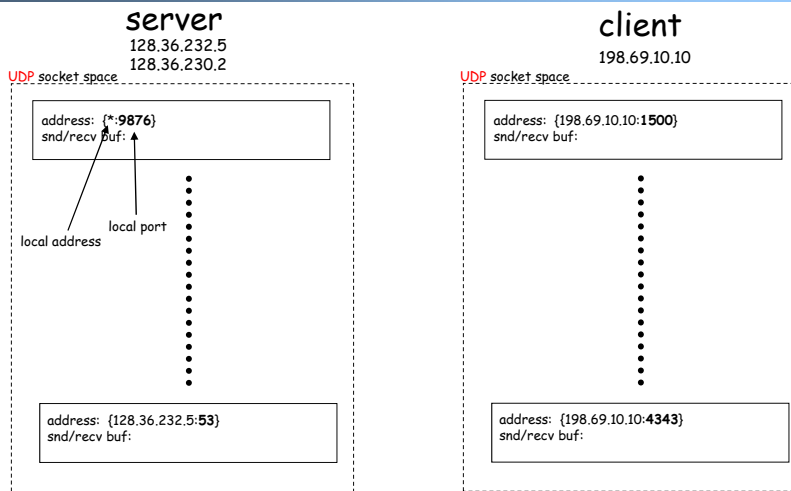 server
128.36.232.5
128.36.230.2
UDP socket space
address: {*:9876}
snd/recv buf:
local address
local port
address: {128.36.232.5:53}
snd/recv buf:
client
198.69.10.10
UDP socket space
address: {198.69.10.10:1500}
snd/recv buf:
address: {198.69.10.10:4343}
snd/recv buf: